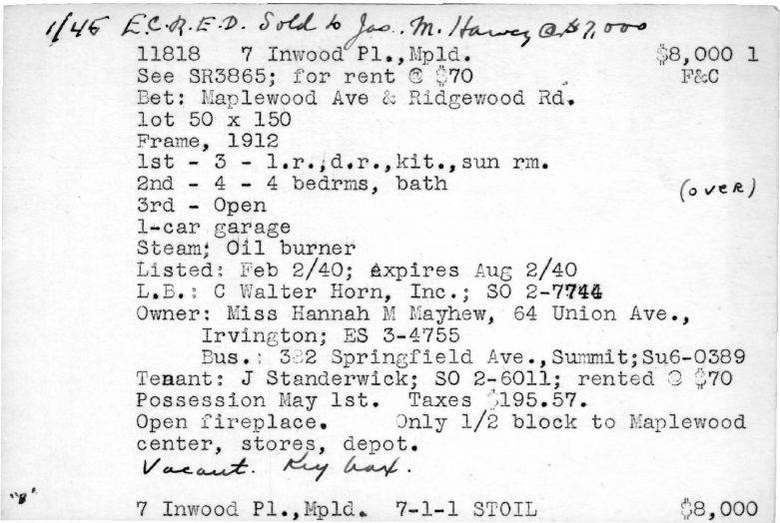 1/45 E.C.R.E.D. Sold to Jas. M. Harvey @ $7,000
11818 7 Inwood Pl.,Mpld. $8,000 1
See SR3865; for rent @ $70 F&C
Bet: Maplewood Ave & Ridgewood Rd.
lot 50 x 150
Frame, 1912
1st - 3 - l.r.,d.r.,kit.,sun rm.
2nd - 4 - 4 bedrms, bath (over)
3rd - Open
1-car garage
Steam; Oil burner
Listed: Feb 2/40; Expires Aug 2/40
L.B.: C Walter Horn, Inc.; SO 2-7744
Owner: Miss Hannah M Mayhew, 64 Union Ave.,
Irvington; ES 3-4755
Bus.: 382 Springfield Ave.,Summit;Su6-0389
Tenant: J Standerwick; SO 2-6011; rented @ $70
Possession May 1st. Taxes $195.57.
Open fireplace. Only 1/2 block to Maplewood
center, stores, depot.
Vacant. Key box.
"B"
7 Inwood Pl.,Mpld. 7-1-1 STOIL $8,000